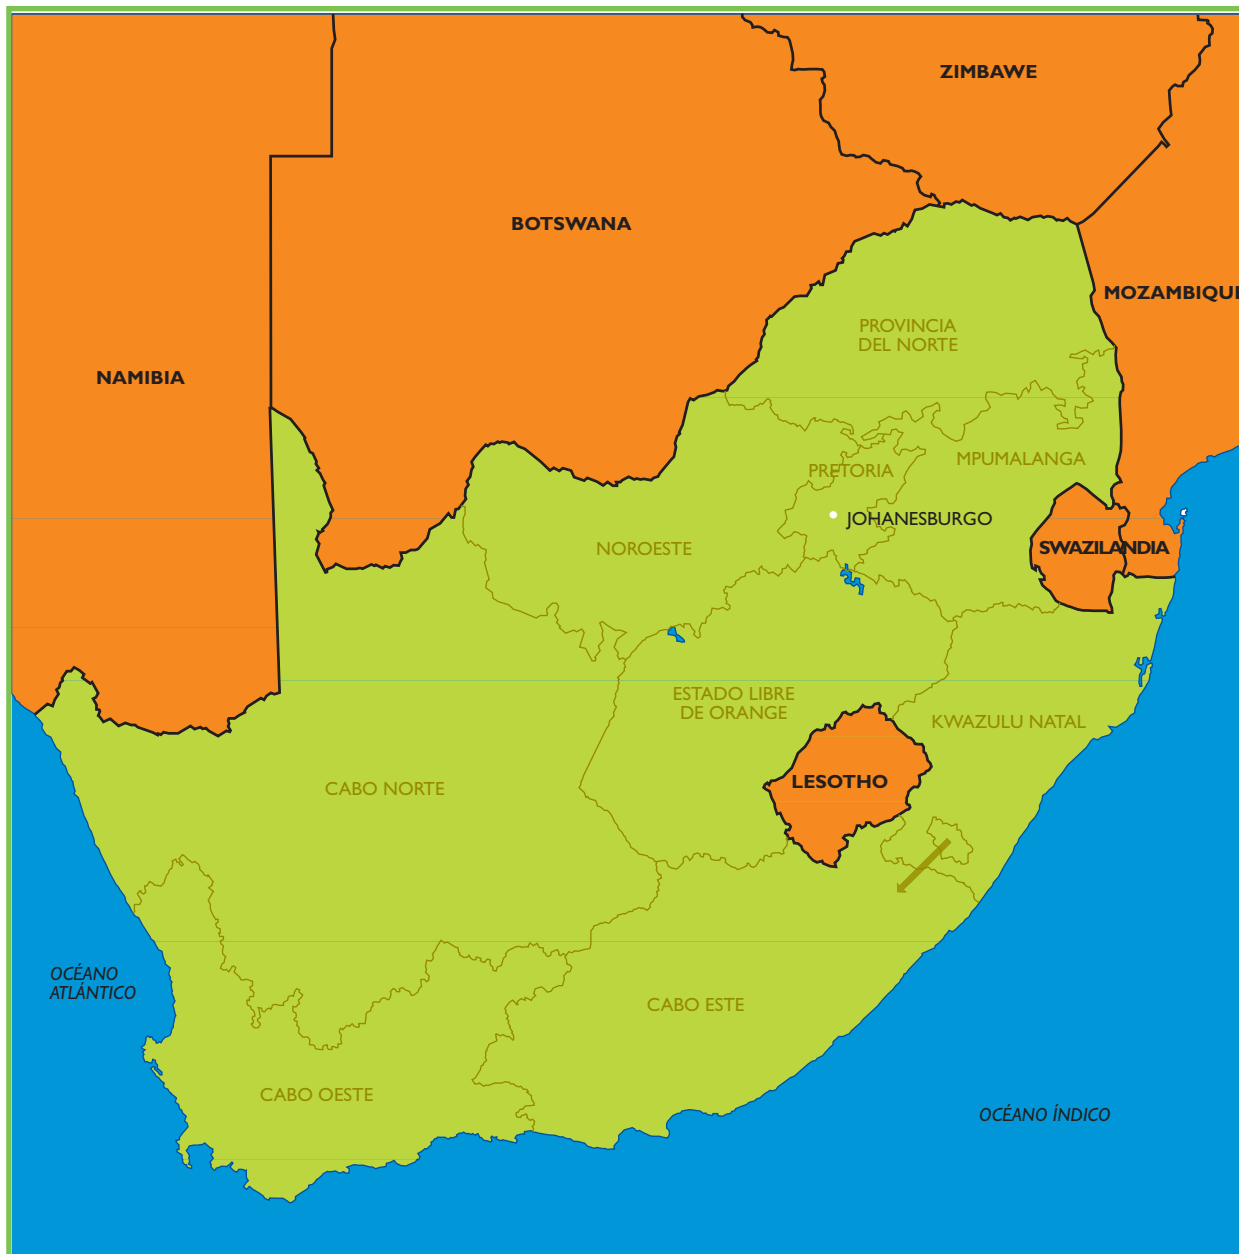 ZIMBAWE
BOTSWANA
MOZAMBIQUE
PROVINCIA
DEL NORTE
NAMIBIA
MPUMALANGA
PRETORIA
JOHANESBURGO
NOROESTE
SWAZILANDIA
ESTADO LIBRE
DE ORANGE
KWAZULU NATAL
LESOTHO
CABO NORTE
OCÉANO
ATLÁNTICO
CABO ESTE
CABO OESTE
OCÉANO ÍNDICO